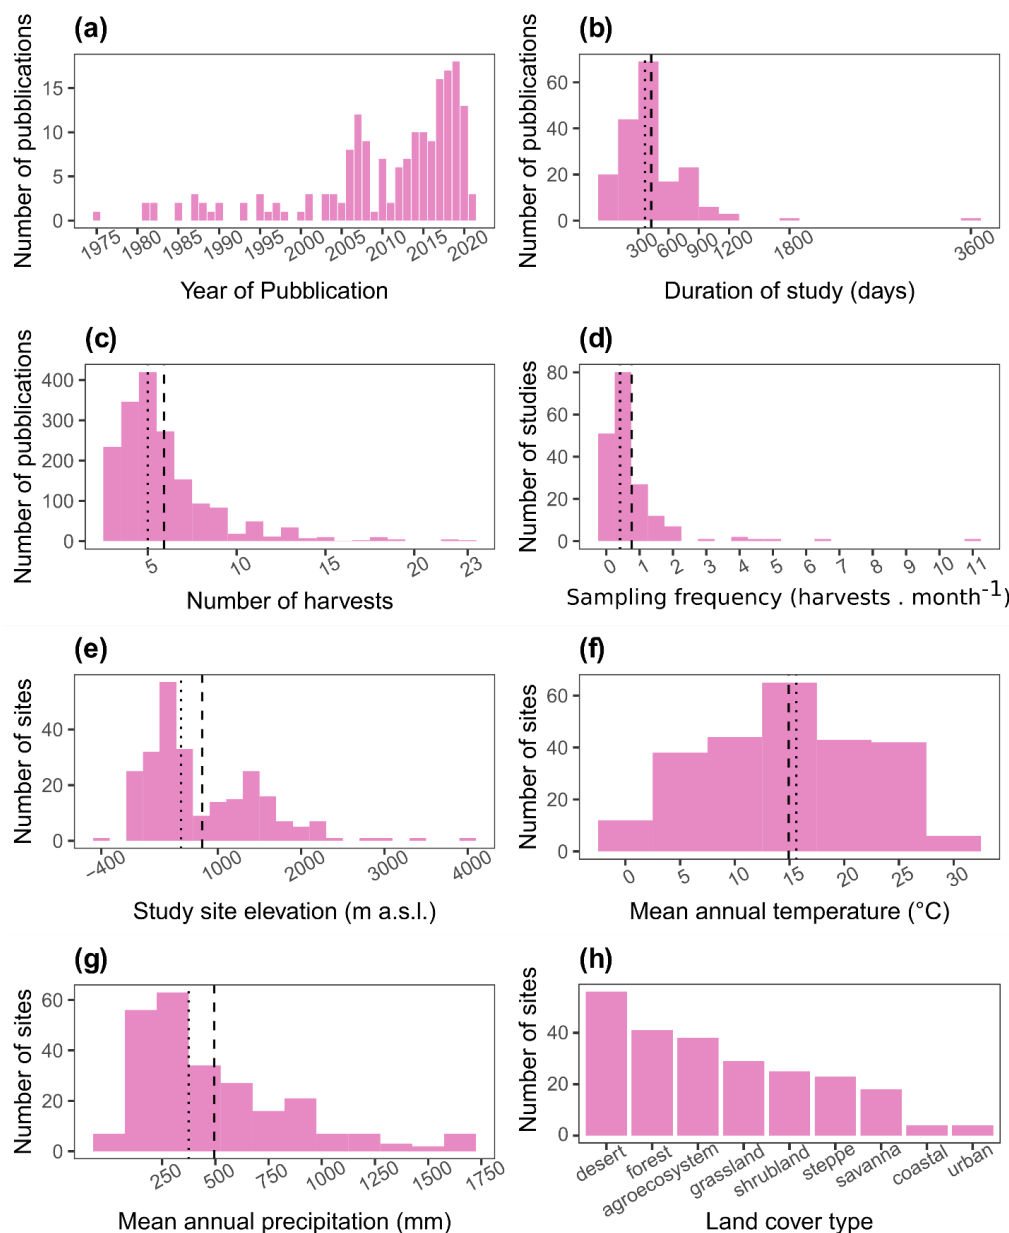 (a)
Number of pubblications
15
10
5
0
1975 1980 1985 1990 1995 2000 2005 2010 2015 2020
Year of Pubblication
(b)
Number of pubblications
60
40
20
0
300 600 900 1200 1800 3600
Duration of study (days)
(c)
Number of pubblications
400
300
200
100
0
5 10 15 20 23
Number of harvests
(d)
Number of studies
80
60
40
20
0
0 1 2 3 4 5 6 7 8 9 10 11
Sampling frequency (harvests . month-1)
(e)
Number of sites
40
20
0
−400 1000 2000 3000 4000
Study site elevation (m a.s.l.)
(f)
Number of sites
60
40
20
0
0 5 10 15 20 25 30
Mean annual temperature (°C)
(g)
Number of sites
60
40
20
0
250 500 750 1000 1250 1500 1750
Mean annual precipitation (mm)
(h)
Number of sites
40
20
0
desert forest agroecosystem grassland shrubland steppe savanna coastal urban
Land cover type